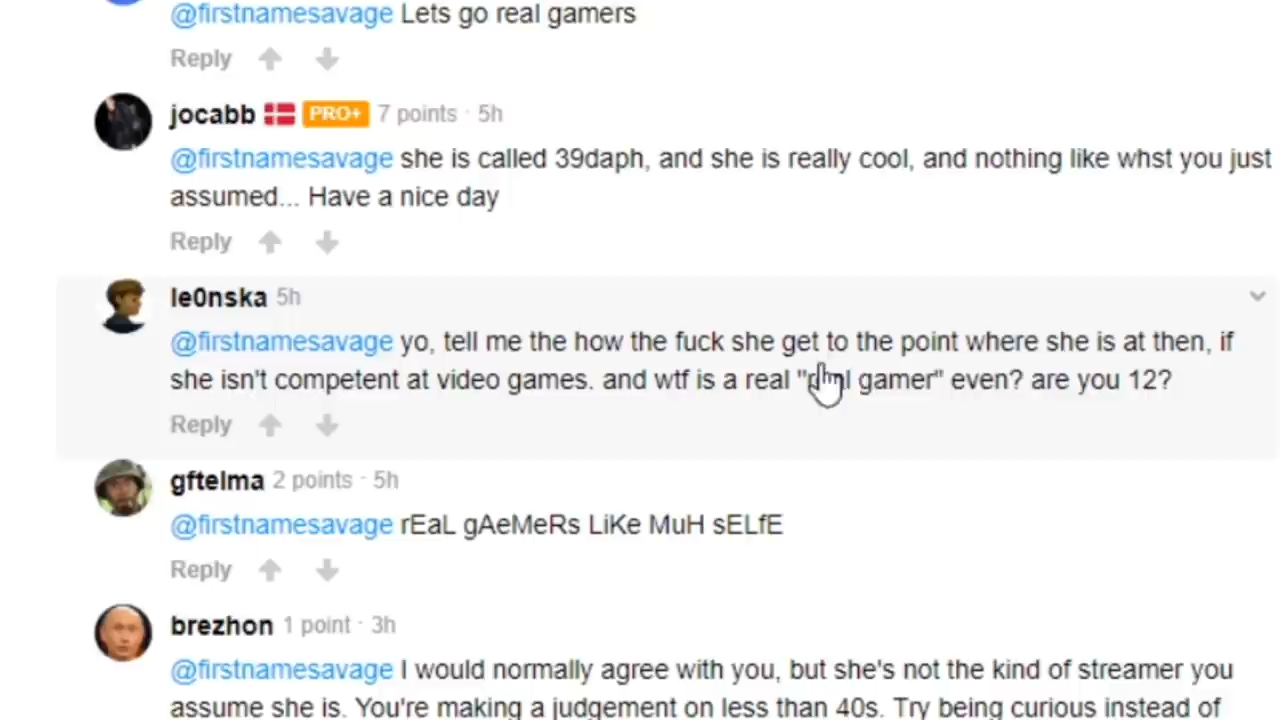 @firstnamesavage Lets go real gamers
Reply
jocabb PRO+ 7 points · 5h
@firstnamesavage she is called 39daph, and she is really cool, and nothing like whst you just
assumed... Have a nice day
Reply
le0nska 5h
@firstnamesavage yo, tell me the how the fuck she get to the point where she is at then, if
she isn't competent at video games. and wtf is a real "real gamer" even? are you 12?
Reply
gftelma 2 points · 5h
@firstnamesavage rEaL gAeMeRs LiKe MuH sELfE
Reply
brezhon 1 point · 3h
@firstnamesavage I would normally agree with you, but she's not the kind of streamer you
assume she is. You're making a judgement on less than 40s. Try being curious instead of